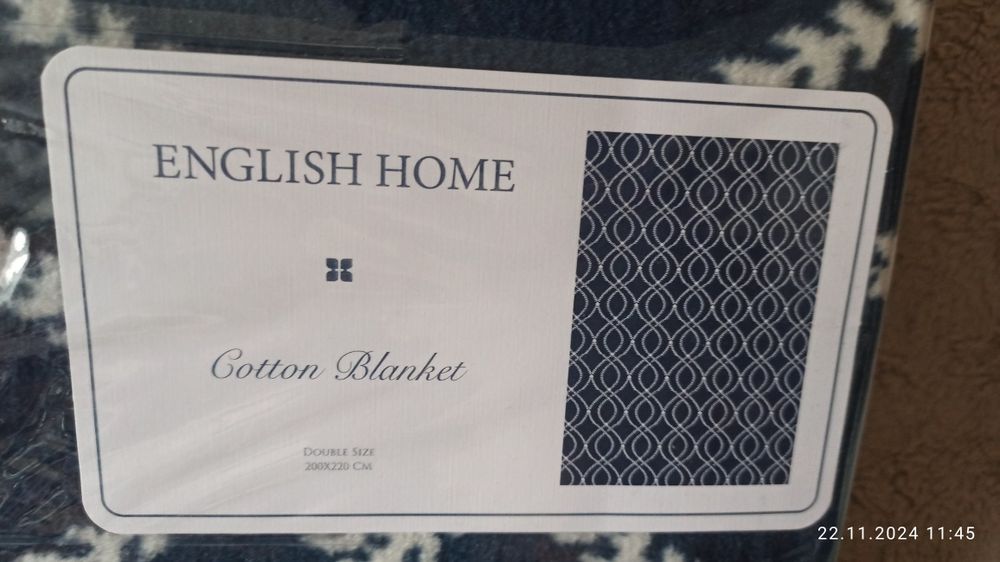 ENGLISH HOME
Cotton Blanket
DOUBLE SIZE
200X220 CM
22.11.2024 11:45